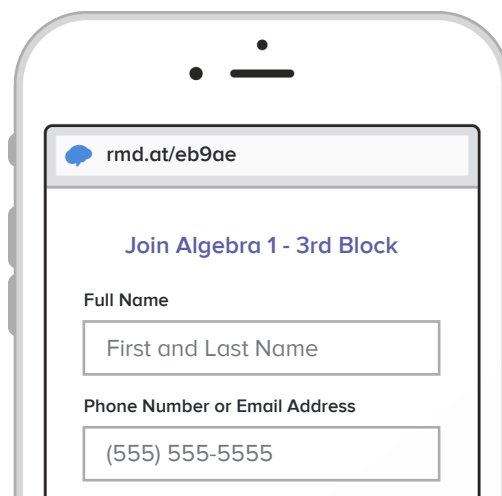 rmd.at/eb9ae
Join Algebra 1 - 3rd Block
Full Name
First and Last Name
Phone Number or Email Address
(555) 555-5555